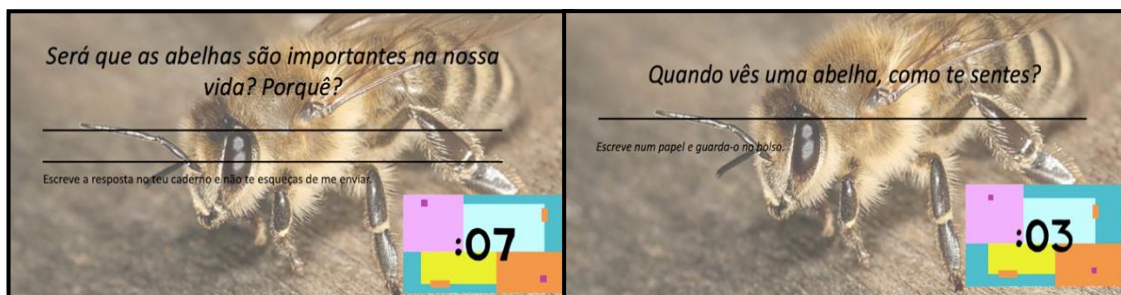 Será que as abelhas são importantes na nossa
vida? Porquê?
Escreve a resposta no teu caderno e não te esqueças de me enviar.
:07
Quando vês uma abelha, como te sentes?
Escreve num papel e guarda-o no bolso.
:03